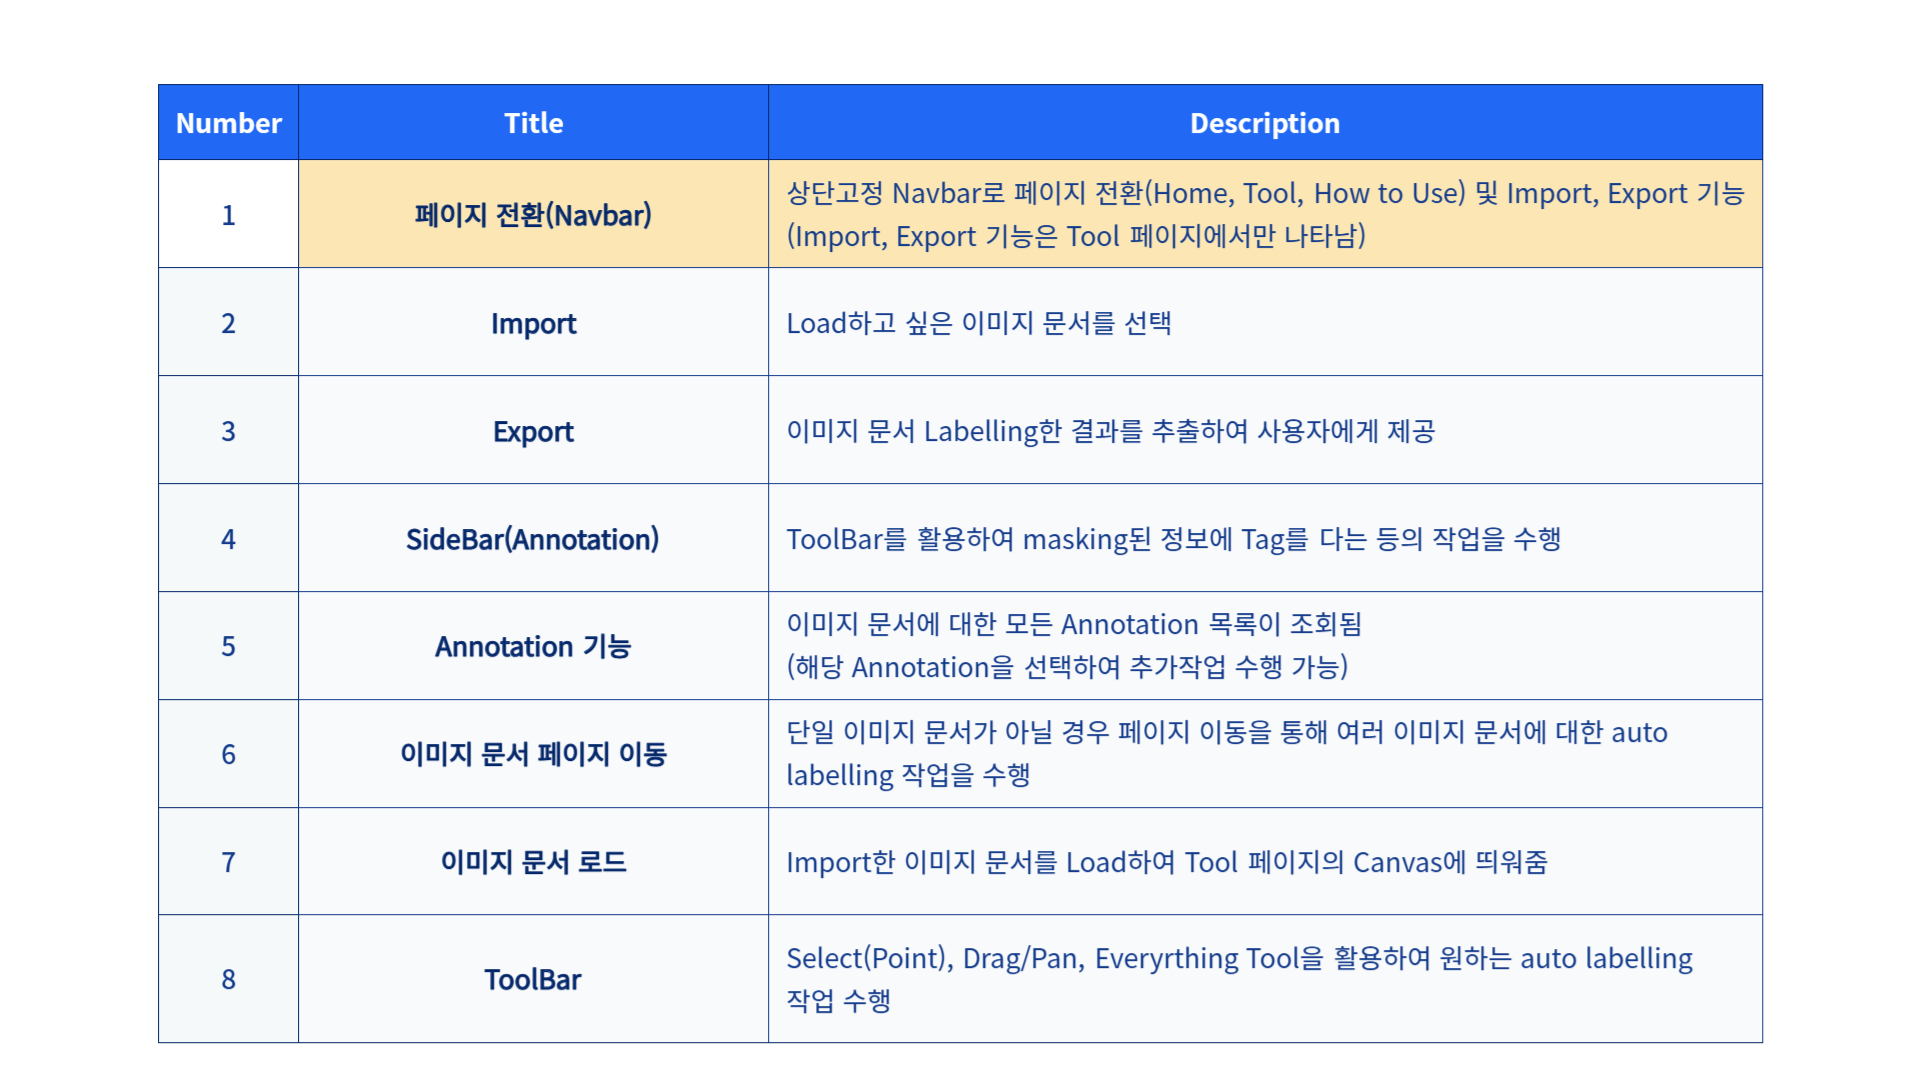 Number Title Description
1 페이지 전환(Navbar) 상단고정 Navbar로 페이지 전환(Home, Tool, How to Use) 및 Import, Export 기능
(Import, Export 기능은 Tool 페이지에서만 나타남)
2 Import Load하고 싶은 이미지 문서를 선택
3 Export 이미지 문서 Labelling한 결과를 추출하여 사용자에게 제공
4 SideBar(Annotation) ToolBar를 활용하여 masking된 정보에 Tag를 다는 등의 작업을 수행
5 Annotation 기능 이미지 문서에 대한 모든 Annotation 목록이 조회됨
(해당 Annotation을 선택하여 추가작업 수행 가능)
6 이미지 문서 페이지 이동 단일 이미지 문서가 아닐 경우 페이지 이동을 통해 여러 이미지 문서에 대한 auto
labelling 작업을 수행
7 이미지 문서 로드 Import한 이미지 문서를 Load하여 Tool 페이지의 Canvas에 띄워줌
8 ToolBar Select(Point), Drag/Pan, Everyrthing Tool을 활용하여 원하는 auto labelling
작업 수행